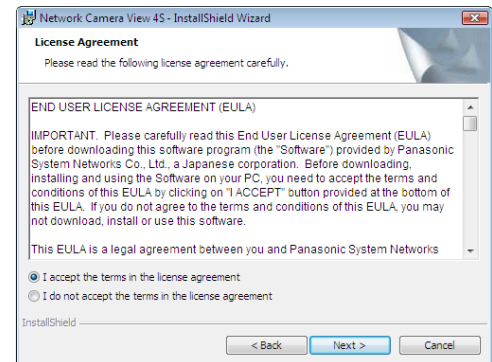 Network Camera View 4S - InstallShield Wizard
License Agreement
Please read the following license agreement carefully.
END USER LICENSE AGREEMENT (EULA)
IMPORTANT. Please carefully read this End User License Agreement (EULA)
before downloading this software program (the "Software") provided by Panasonic
System Networks Co., Ltd., a Japanese corporation. Before downloading,
installing and using the Software on your PC, you need to accept the terms and
conditions of this EULA by clicking on "I ACCEPT" button provided at the bottom of
this EULA. If you do not agree to the terms and conditions of this EULA, you may
not download, install or use this software.
This EULA is a legal agreement between you and Panasonic System Networks
I accept the terms in the license agreement
I do not accept the terms in the license agreement
InstallShield
< Back
Next >
Cancel